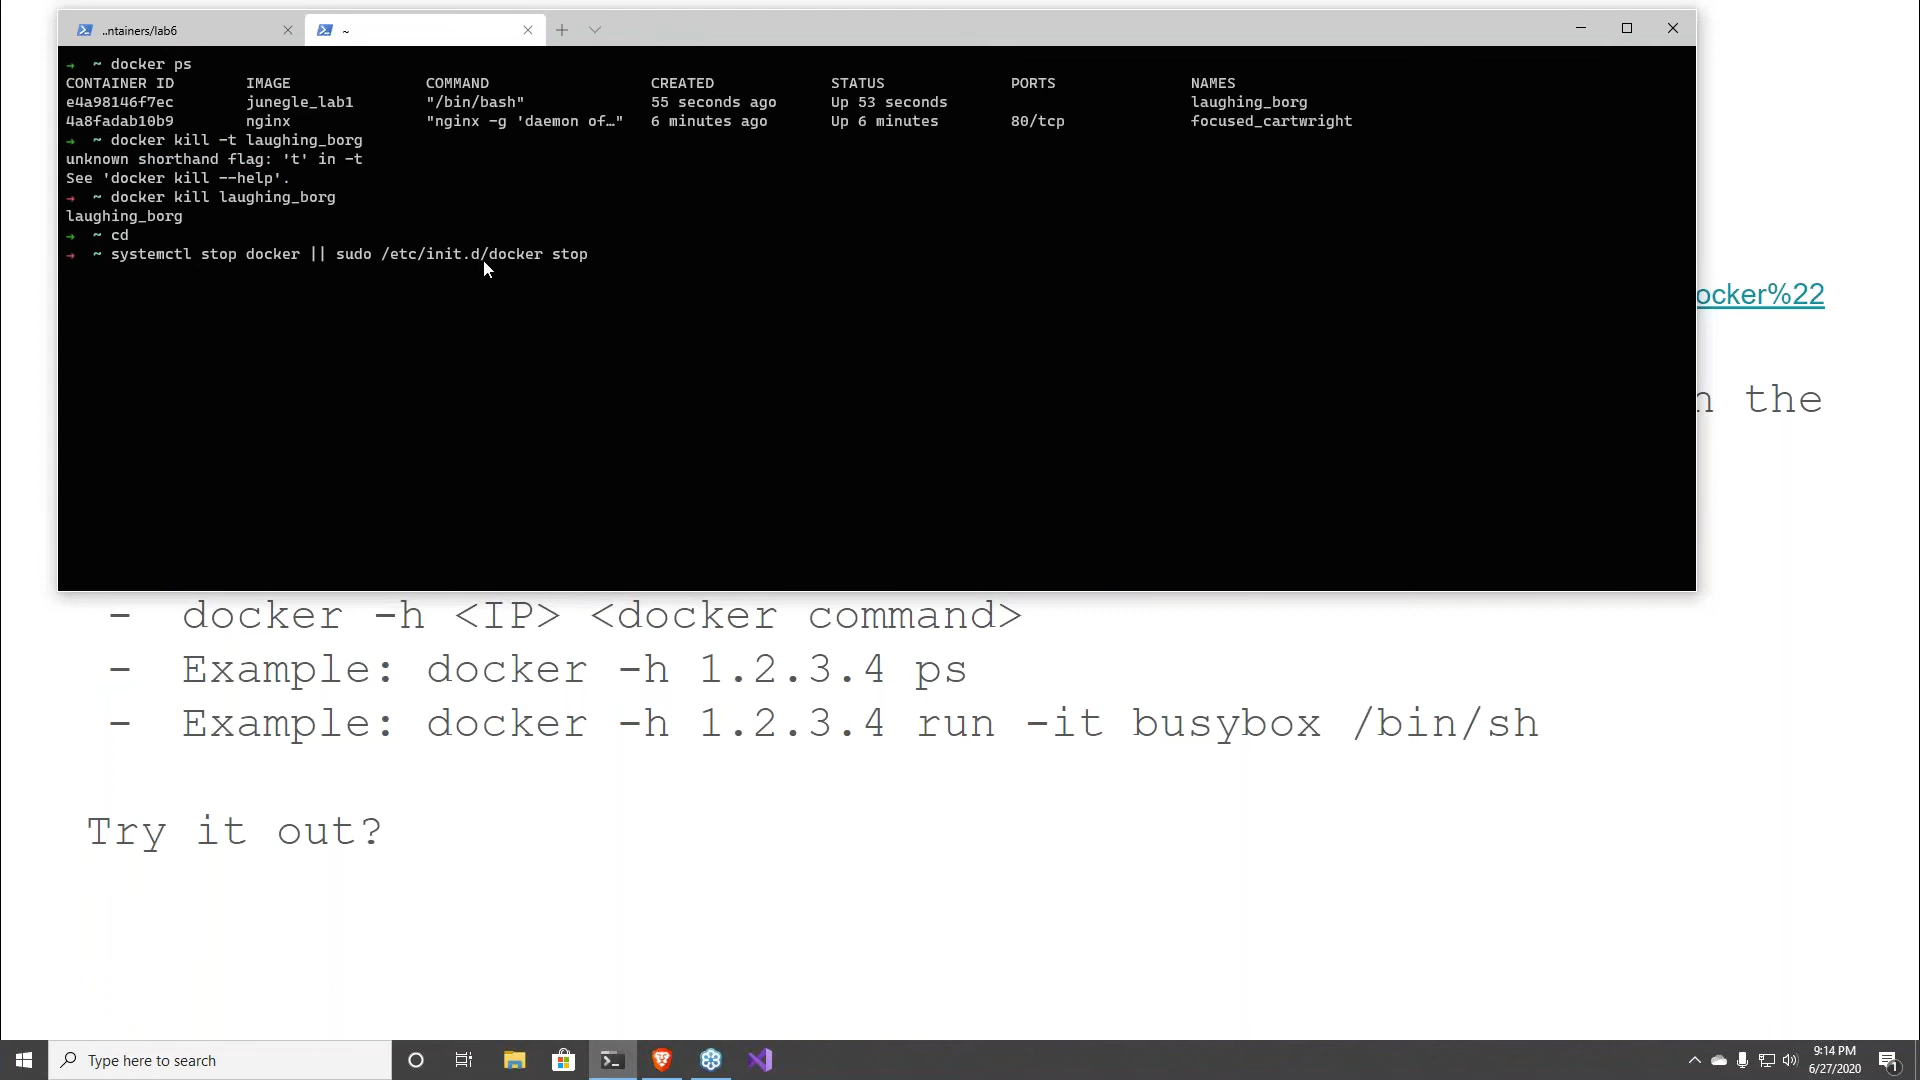 ..ntainers/lab6
~
→ ~ docker ps
CONTAINER ID IMAGE COMMAND CREATED STATUS PORTS NAMES
e4a98146f7ec junegle_lab1 "/bin/bash" 55 seconds ago Up 53 seconds laughing_borg
4a8fadab10b9 nginx "nginx -g 'daemon of…" 6 minutes ago Up 6 minutes 80/tcp focused_cartwright
→ ~ docker kill -t laughing_borg
unknown shorthand flag: 't' in -t
See 'docker kill --help'.
→ ~ docker kill laughing_borg
laughing_borg
→ ~ cd
→ ~ systemctl stop docker || sudo /etc/init.d/docker stop
ocker%22
n the
- docker -h <IP> <docker command>
- Example: docker -h 1.2.3.4 ps
- Example: docker -h 1.2.3.4 run -it busybox /bin/sh
Try it out?
Type here to search
9:14 PM
6/27/2020
1